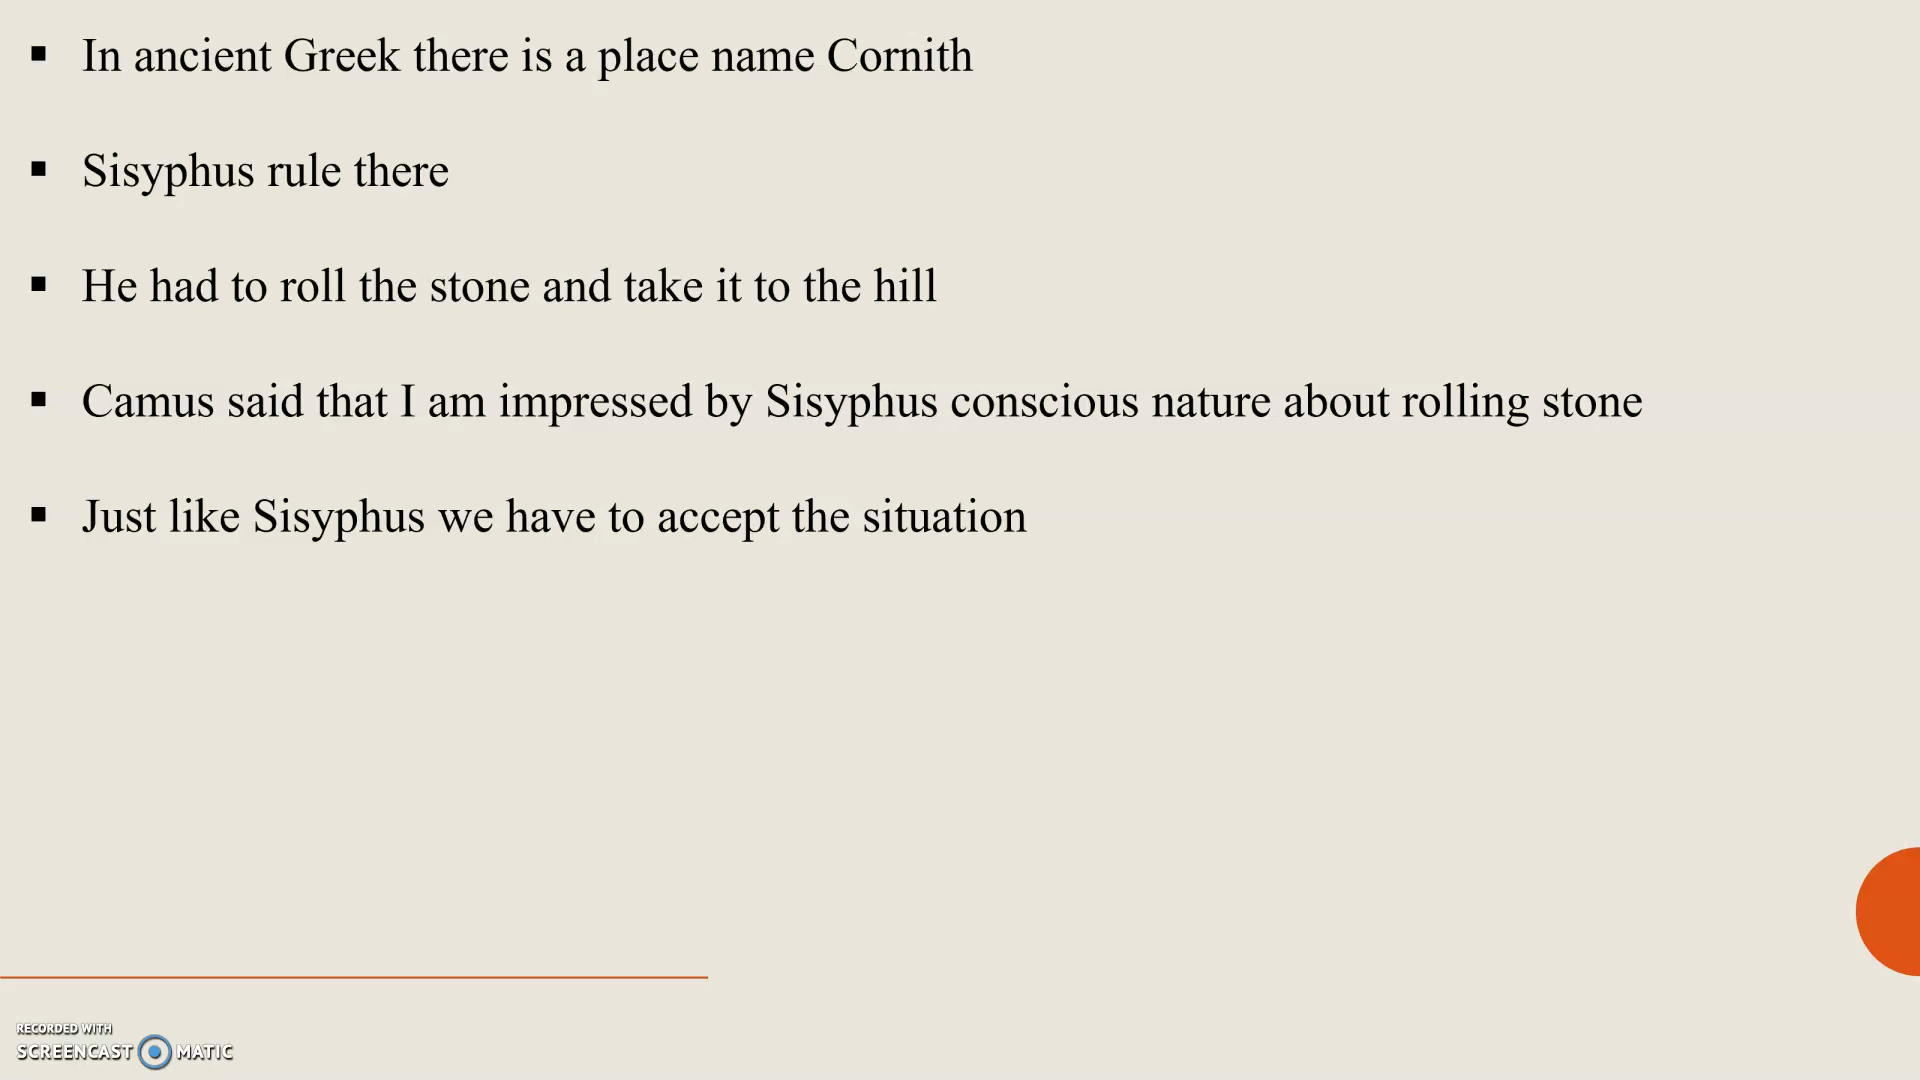 ▪ In ancient Greek there is a place name Cornith
▪ Sisyphus rule there
▪ He had to roll the stone and take it to the hill
▪ Camus said that I am impressed by Sisyphus conscious nature about rolling stone
▪ Just like Sisyphus we have to accept the situation
RECORDED WITH
SCREENCAST MATIC